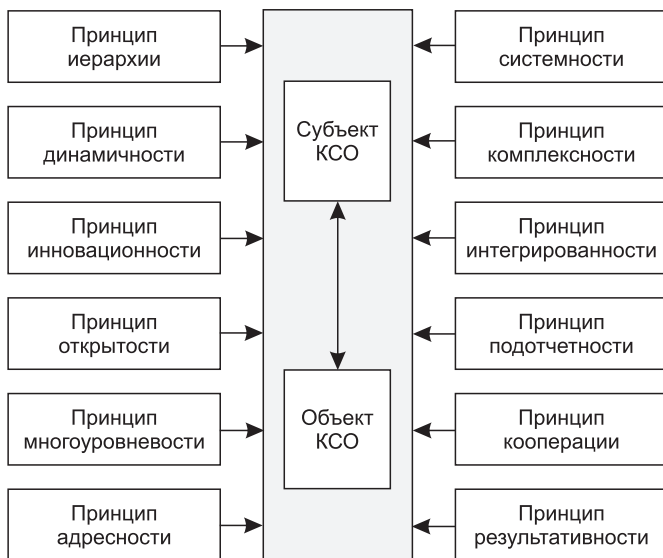 Принцип
иерархии
Принцип
динамичности
Принцип
инновационности
Принцип
открытости
Принцип
многоуровневости
Принцип
адресности
Субъект
КСО
Объект
КСО
Принцип
системности
Принцип
комплексности
Принцип
интегрированности
Принцип
подотчетности
Принцип
кооперации
Принцип
результативности